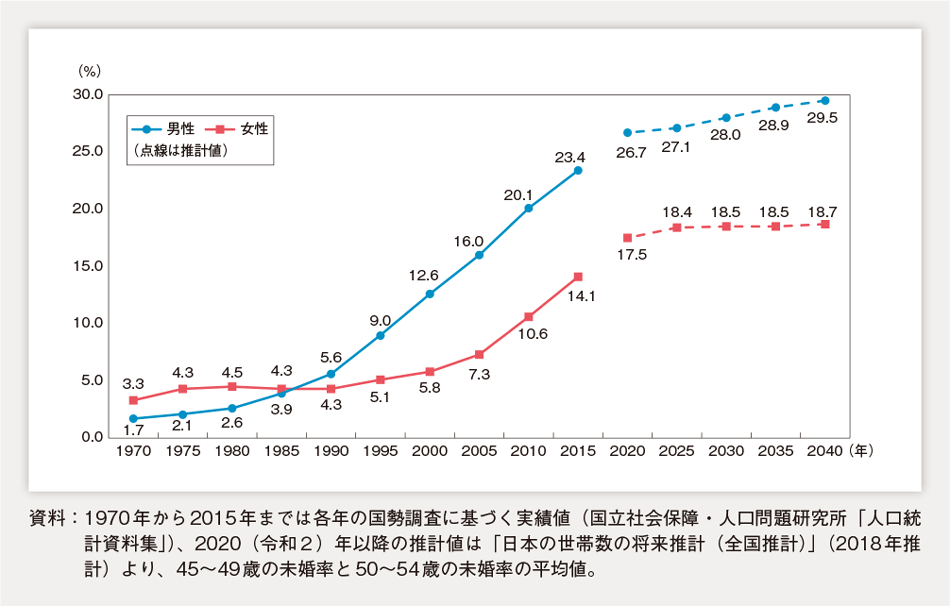 (%)
30.0
25.0
20.0
15.0
10.0
5.0
0.0
男性 女性
(点線は推計値)
1.7 2.1 2.6 3.9 5.6 9.0 12.6 16.0 20.1 23.4 26.7 27.1 28.0 28.9 29.5
3.3 4.3 4.5 4.3 4.3 5.1 5.8 7.3 10.6 14.1 17.5 18.4 18.5 18.5 18.7
1970 1975 1980 1985 1990 1995 2000 2005 2010 2015 2020 2025 2030 2035 2040 (年)
資料：1970年から2015年までは各年の国勢調査に基づく実績値（国立社会保障・人口問題研究所「人口統
計資料集」）、2020（令和２）年以降の推計値は「日本の世帯数の将来推計（全国推計）」（2018年推
計）より、45～49歳の未婚率と50～54歳の未婚率の平均値。